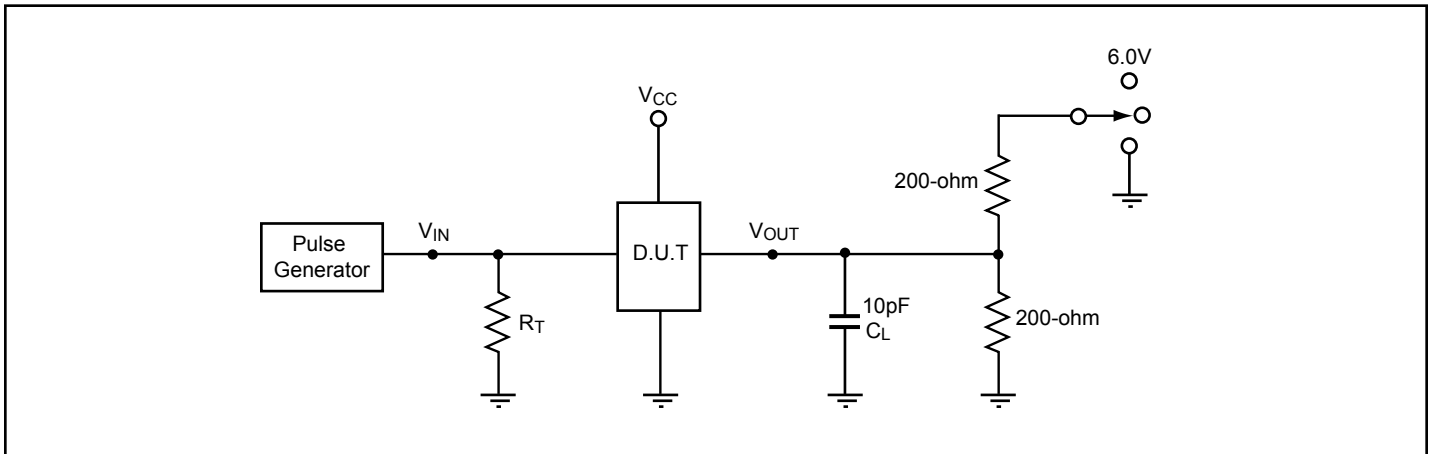 6.0V
VCC
200-ohm
Pulse
Generator
VIN
D.U.T
VOUT
RT
10pF
CL
200-ohm